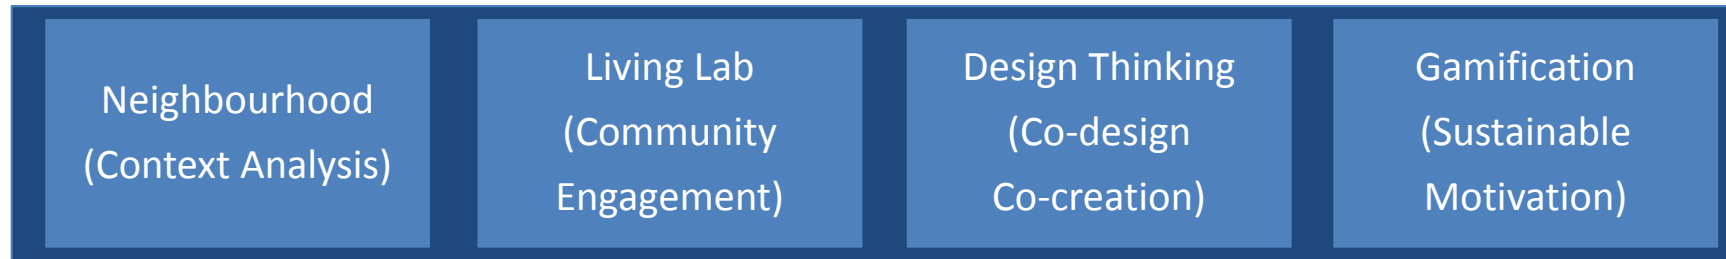 Neighbourhood
(Context Analysis)
Living Lab
(Community
Engagement)
Design Thinking
(Co-design
Co-creation)
Gamification
(Sustainable
Motivation)